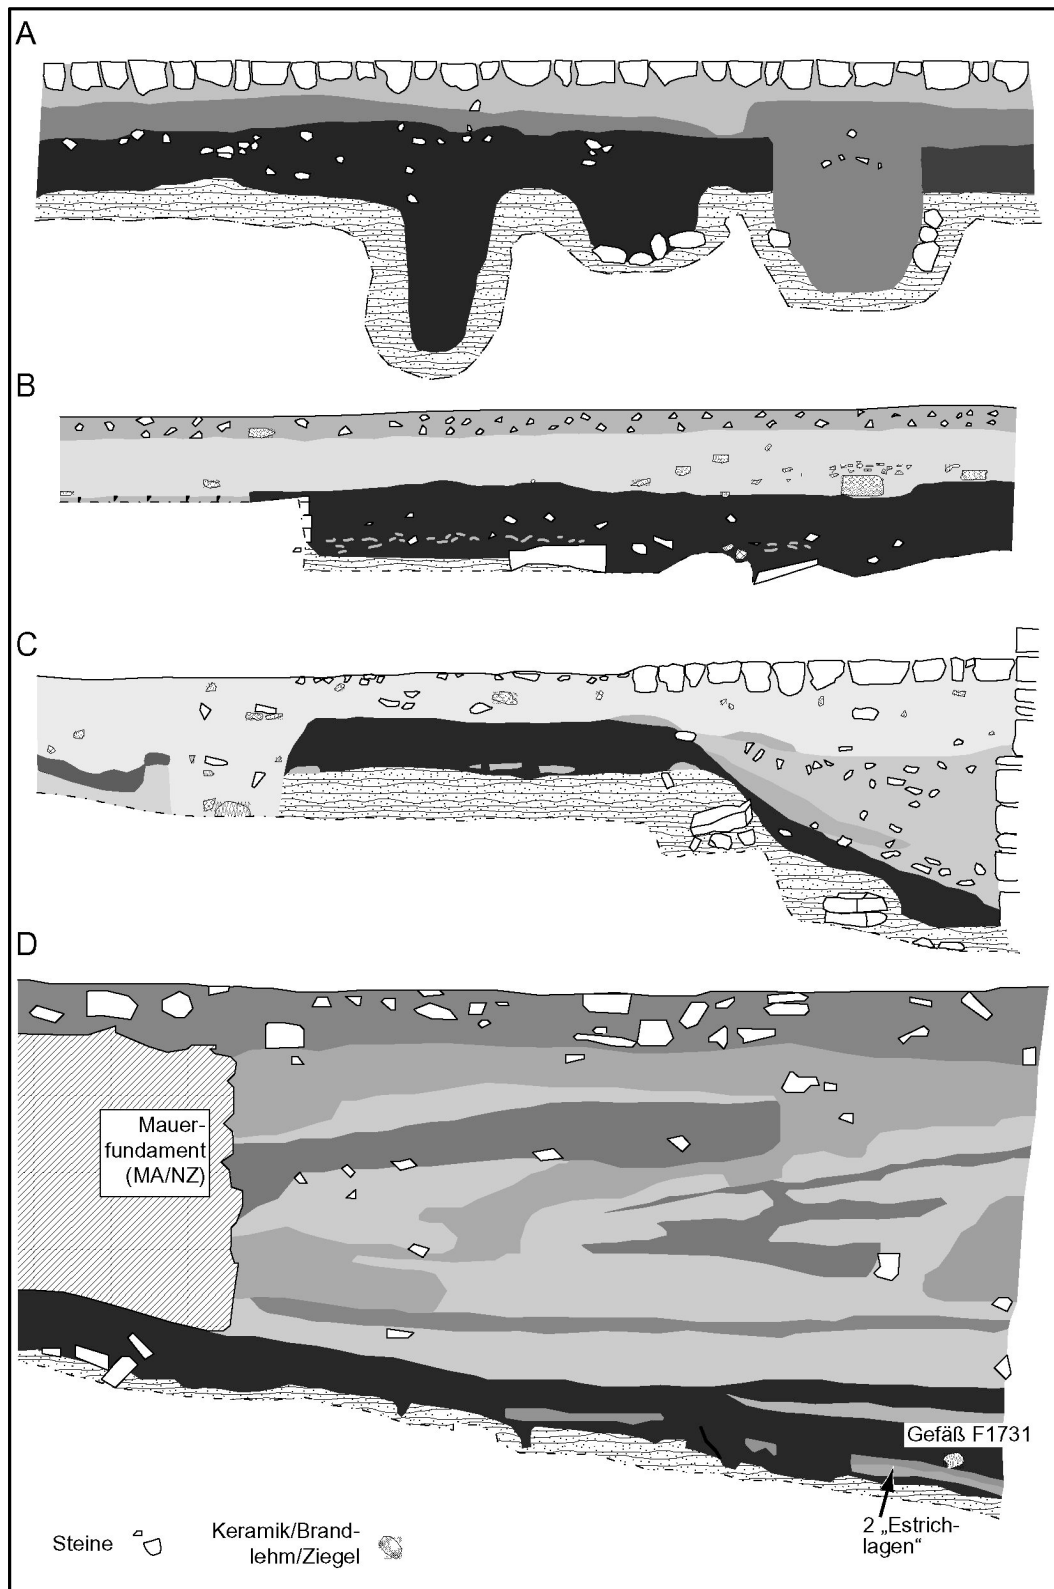 A
B
C
D
Mauer-
fundament
(MA/NZ)
Gefäß F1731
2 „Estrich-
lagen“
Steine
Keramik/Brand-
lehm/Ziegel